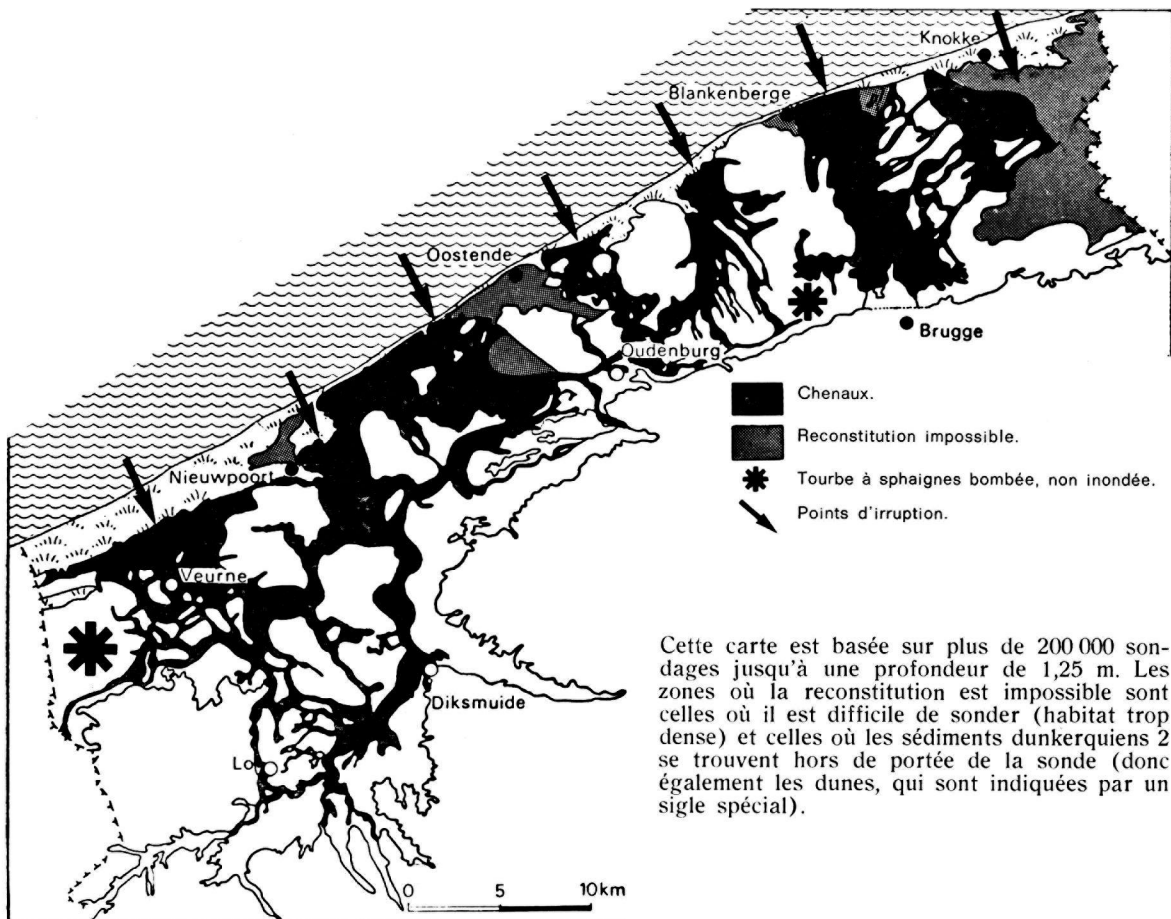 Knokke
Blankenberge
Oostende
Brugge
Oudenburg
Chenaux.
Reconstitution impossible.
Nieuwpoort
Tourbe à sphaignes bombée, non inondée.
Points d'irruption.
Veurne
Cette carte est basée sur plus de 200 000 son-
dages jusqu'à une profondeur de 1,25 m. Les
zones où la reconstitution est impossible sont
celles où il est difficile de sonder (habitat trop
dense) et celles où les sédiments dunkerquiens 2
se trouvent hors de portée de la sonde (donc
également les dunes, qui sont indiquées par un
sigle spécial).
Diksmuide
Lo
0 5 10km